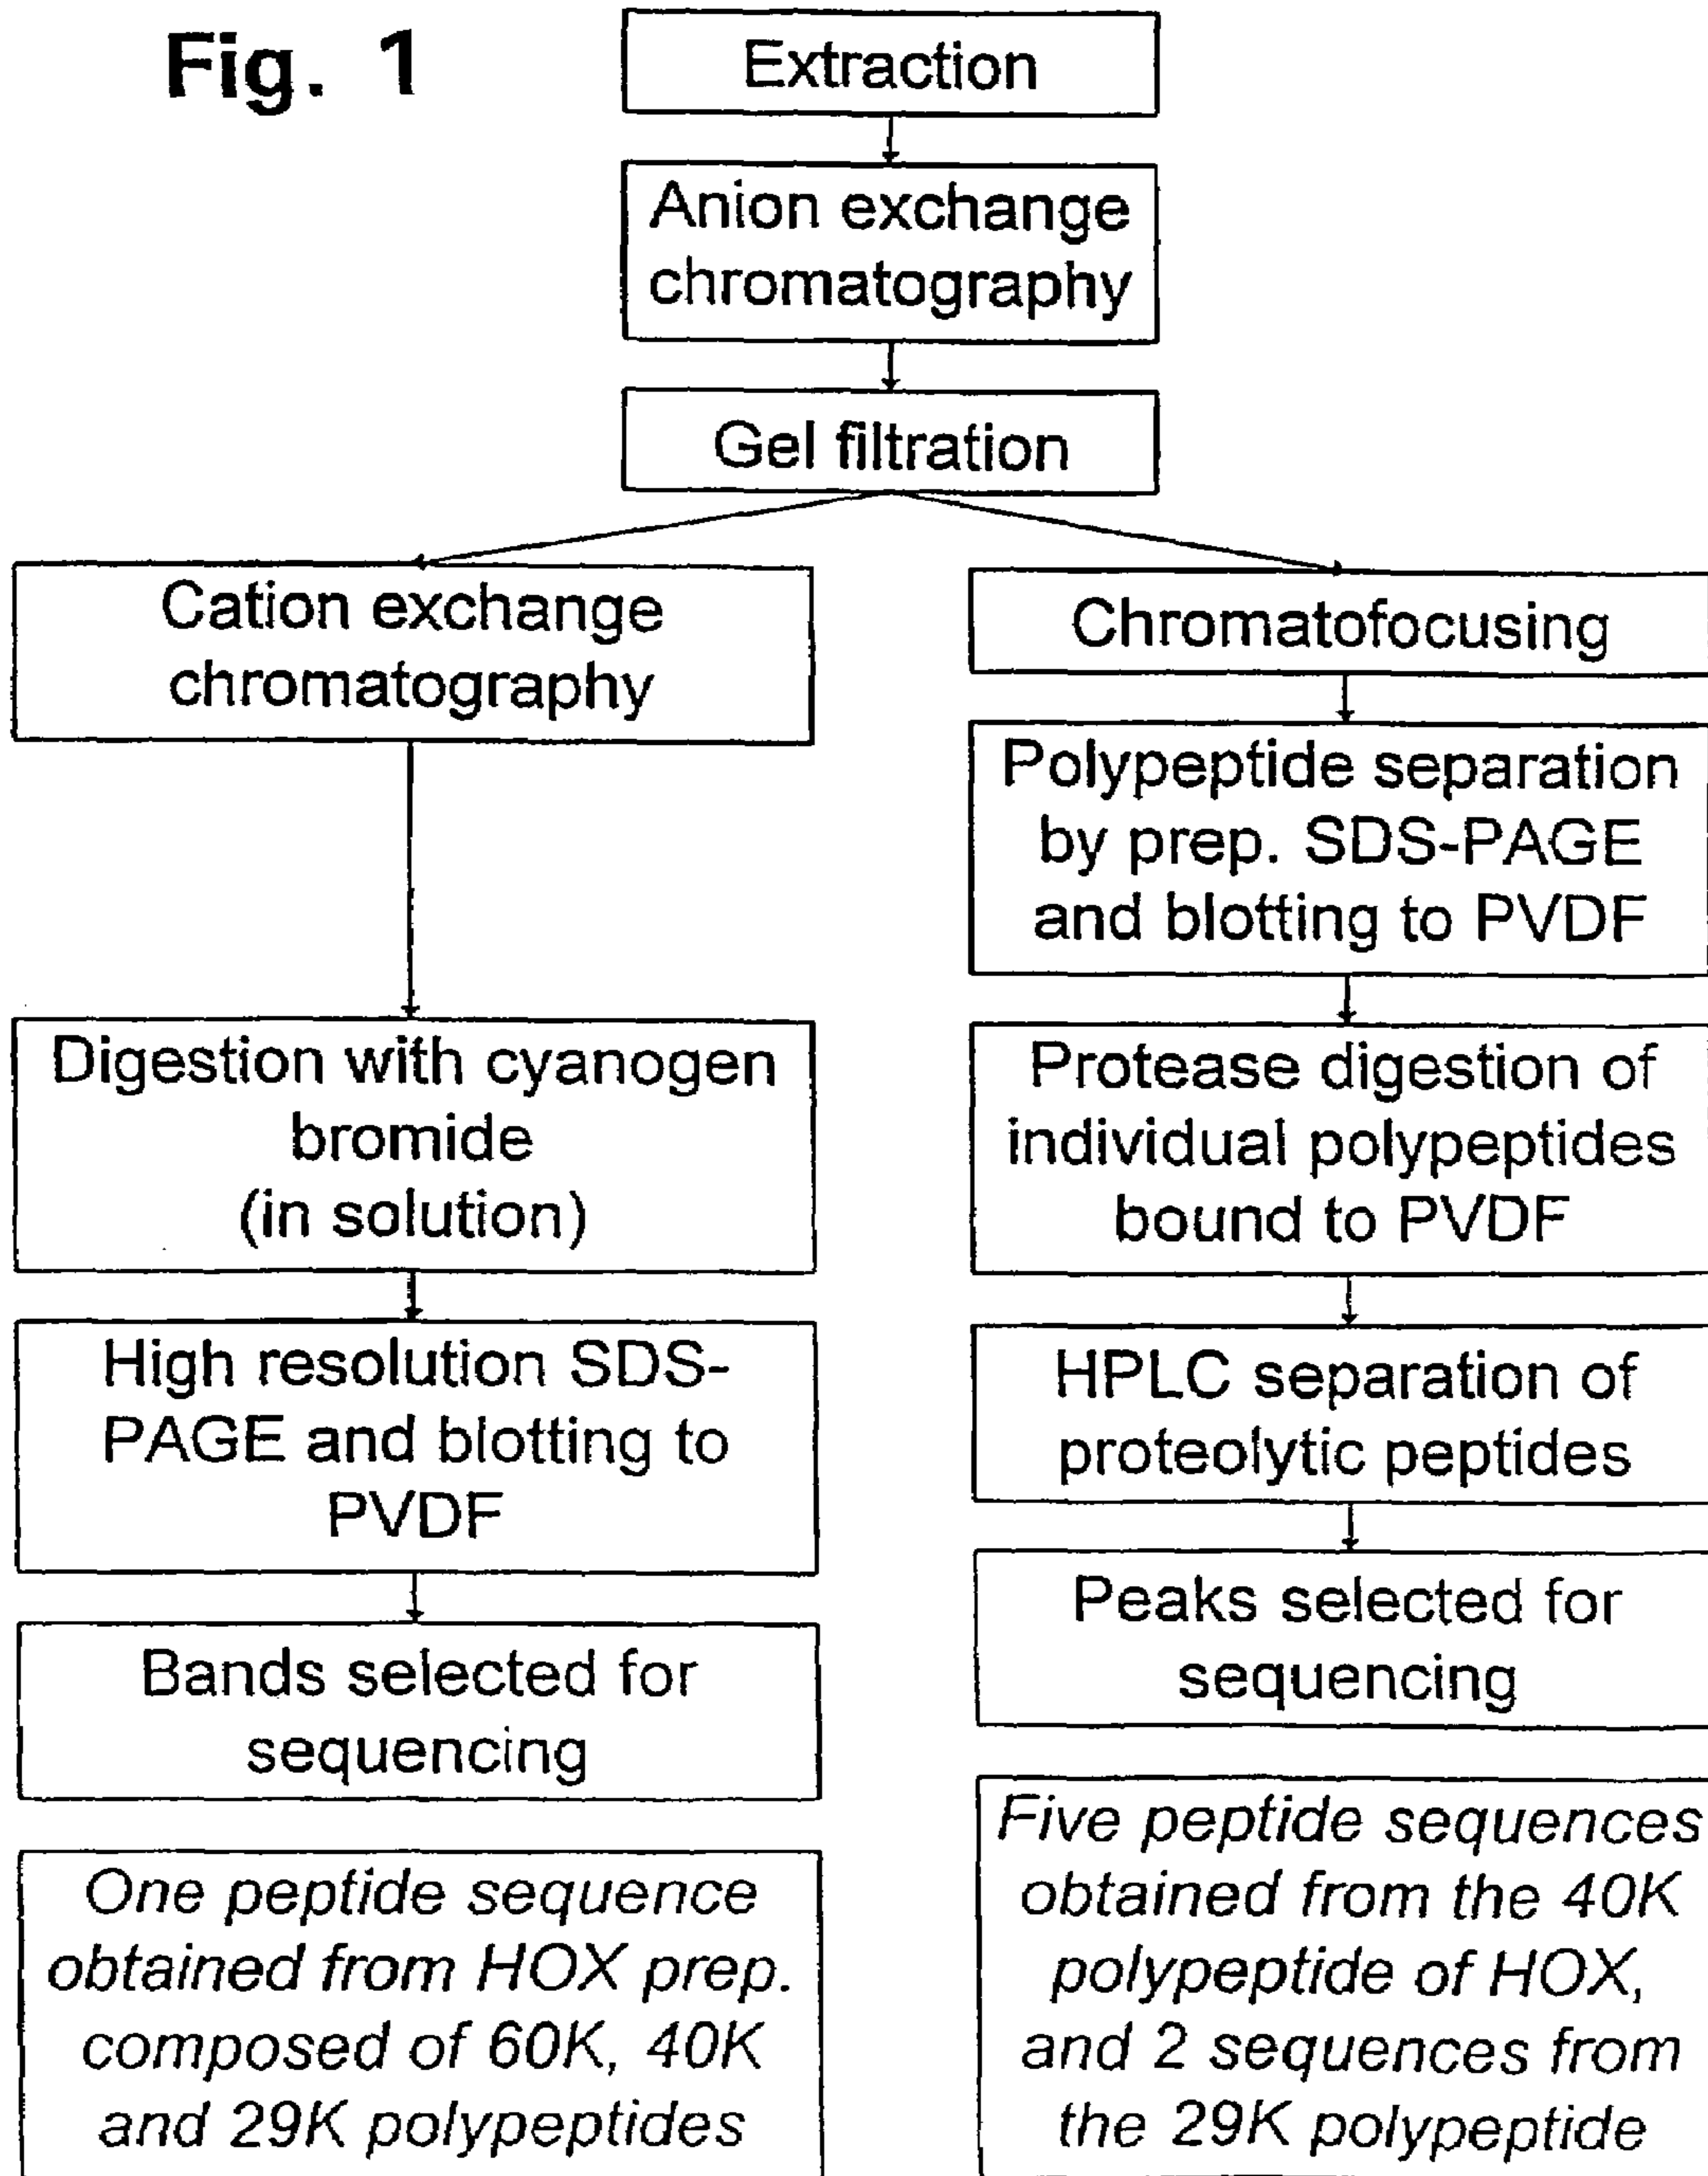 Fig. 1
Extraction
Anion exchange
chromatography
Gel filtration
Cation exchange
chromatography
Digestion with cyanogen
bromide
(in solution)
High resolution SDS-
PAGE and blotting to
PVDF
Bands selected for
sequencing
One peptide sequence
obtained from HOX prep.
composed of 60K, 40K
and 29K polypeptides
Chromatofocusing
Polypeptide separation
by prep. SDS-PAGE
and blotting to PVDF
Protease digestion of
individual polypeptides
bound to PVDF
HPLC separation of
proteolytic peptides
Peaks selected for
sequencing
Five peptide sequences
obtained from the 40K
polypeptide of HOX,
and 2 sequences from
the 29K polypeptide